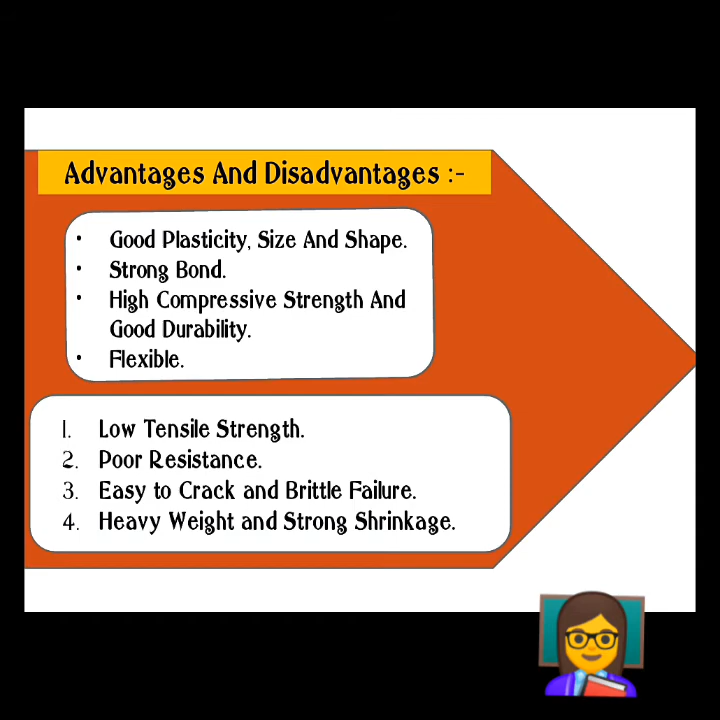 Advantages And Disadvantages :-
• Good Plasticity, Size And Shape.
• Strong Bond.
• High Compressive Strength And
Good Durability.
• Flexible.
1. Low Tensile Strength.
2. Poor Resistance.
3. Easy to Crack and Brittle Failure.
4. Heavy Weight and Strong Shrinkage.